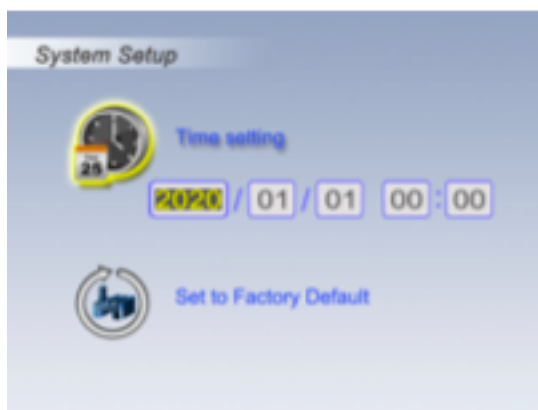 System Setup
Time setting
25
2020 / 01 / 01 00 : 00
Set to Factory Default